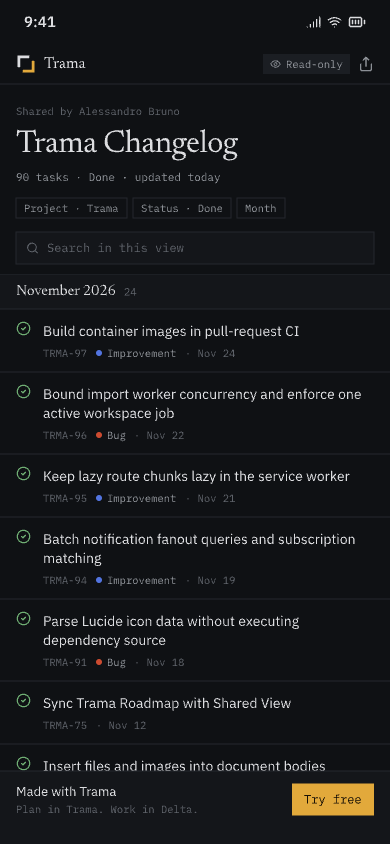 9:41
Trama
Read-only
Shared by Alessandro Bruno
Trama Changelog
90 tasks · Done · updated today
Project · Trama
Status · Done
Month
Search in this view
November 2026 24
Build container images in pull-request CI
TRMA-97 Improvement · Nov 24
Bound import worker concurrency and enforce one
active workspace job
TRMA-96 Bug · Nov 22
Keep lazy route chunks lazy in the service worker
TRMA-95 Improvement · Nov 21
Batch notification fanout queries and subscription
matching
TRMA-94 Improvement · Nov 19
Parse Lucide icon data without executing
dependency source
TRMA-91 Bug · Nov 18
Sync Trama Roadmap with Shared View
TRMA-75 · Nov 12
Insert files and images into document bodies
Made with Trama
Plan in Trama. Work in Delta.
Try free